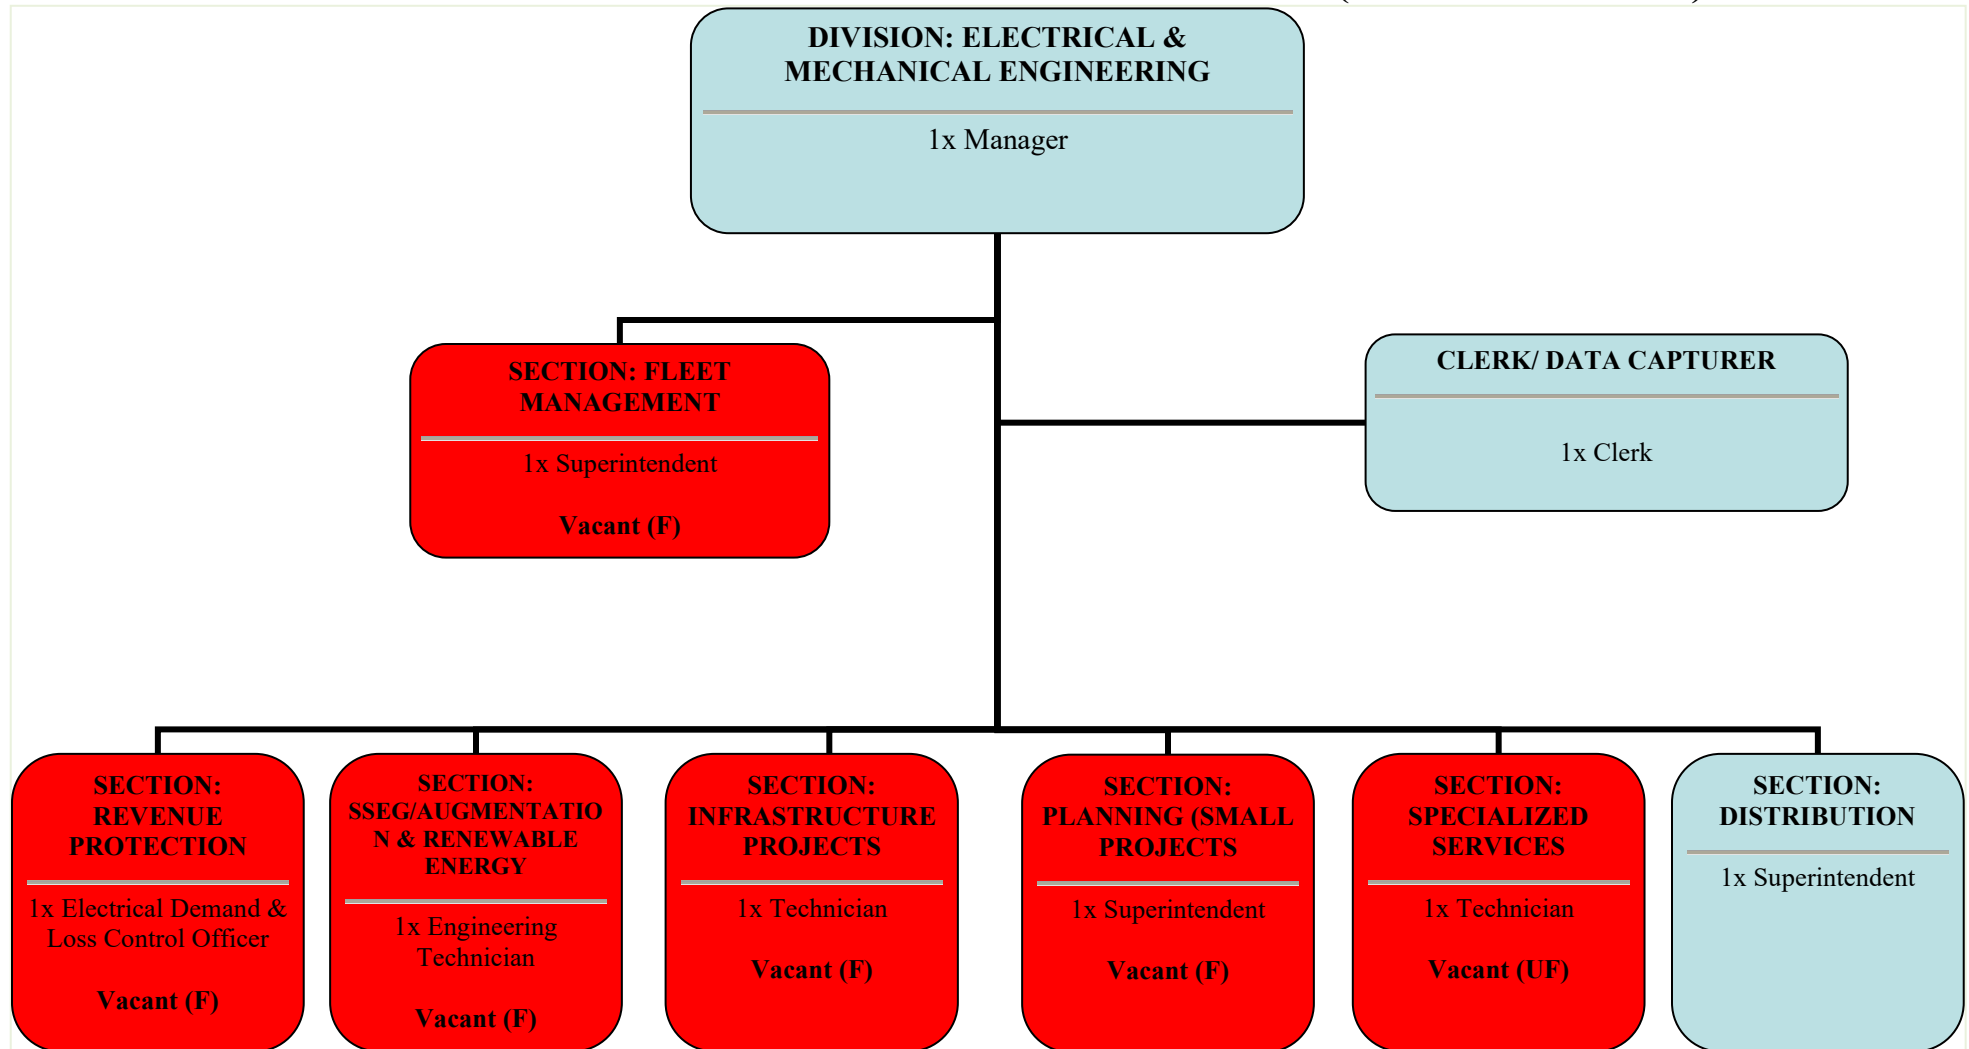 DIVISION: ELECTRICAL &
MECHANICAL ENGINEERING
1x Manager
SECTION: FLEET
MANAGEMENT
1x Superintendent
Vacant (F)
CLERK/ DATA CAPTURER
1x Clerk
SECTION:
REVENUE
PROTECTION
1x Electrical Demand &
Loss Control Officer
Vacant (F)
SECTION:
SSEG/AUGMENTATIO
N & RENEWABLE
ENERGY
1x Engineering
Technician
Vacant (F)
SECTION:
INFRASTRUCTURE
PROJECTS
1x Technician
Vacant (F)
SECTION:
PLANNING (SMALL
PROJECTS
1x Superintendent
Vacant (F)
SECTION:
SPECIALIZED
SERVICES
1x Technician
Vacant (UF)
SECTION:
DISTRIBUTION
1x Superintendent